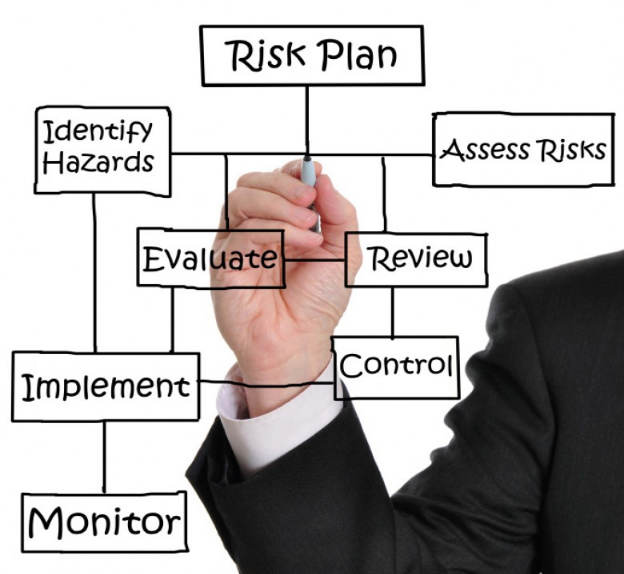 Risk Plan
Identify
Hazards
Assess Risks
Evaluate
Review
Implement
Control
Monitor